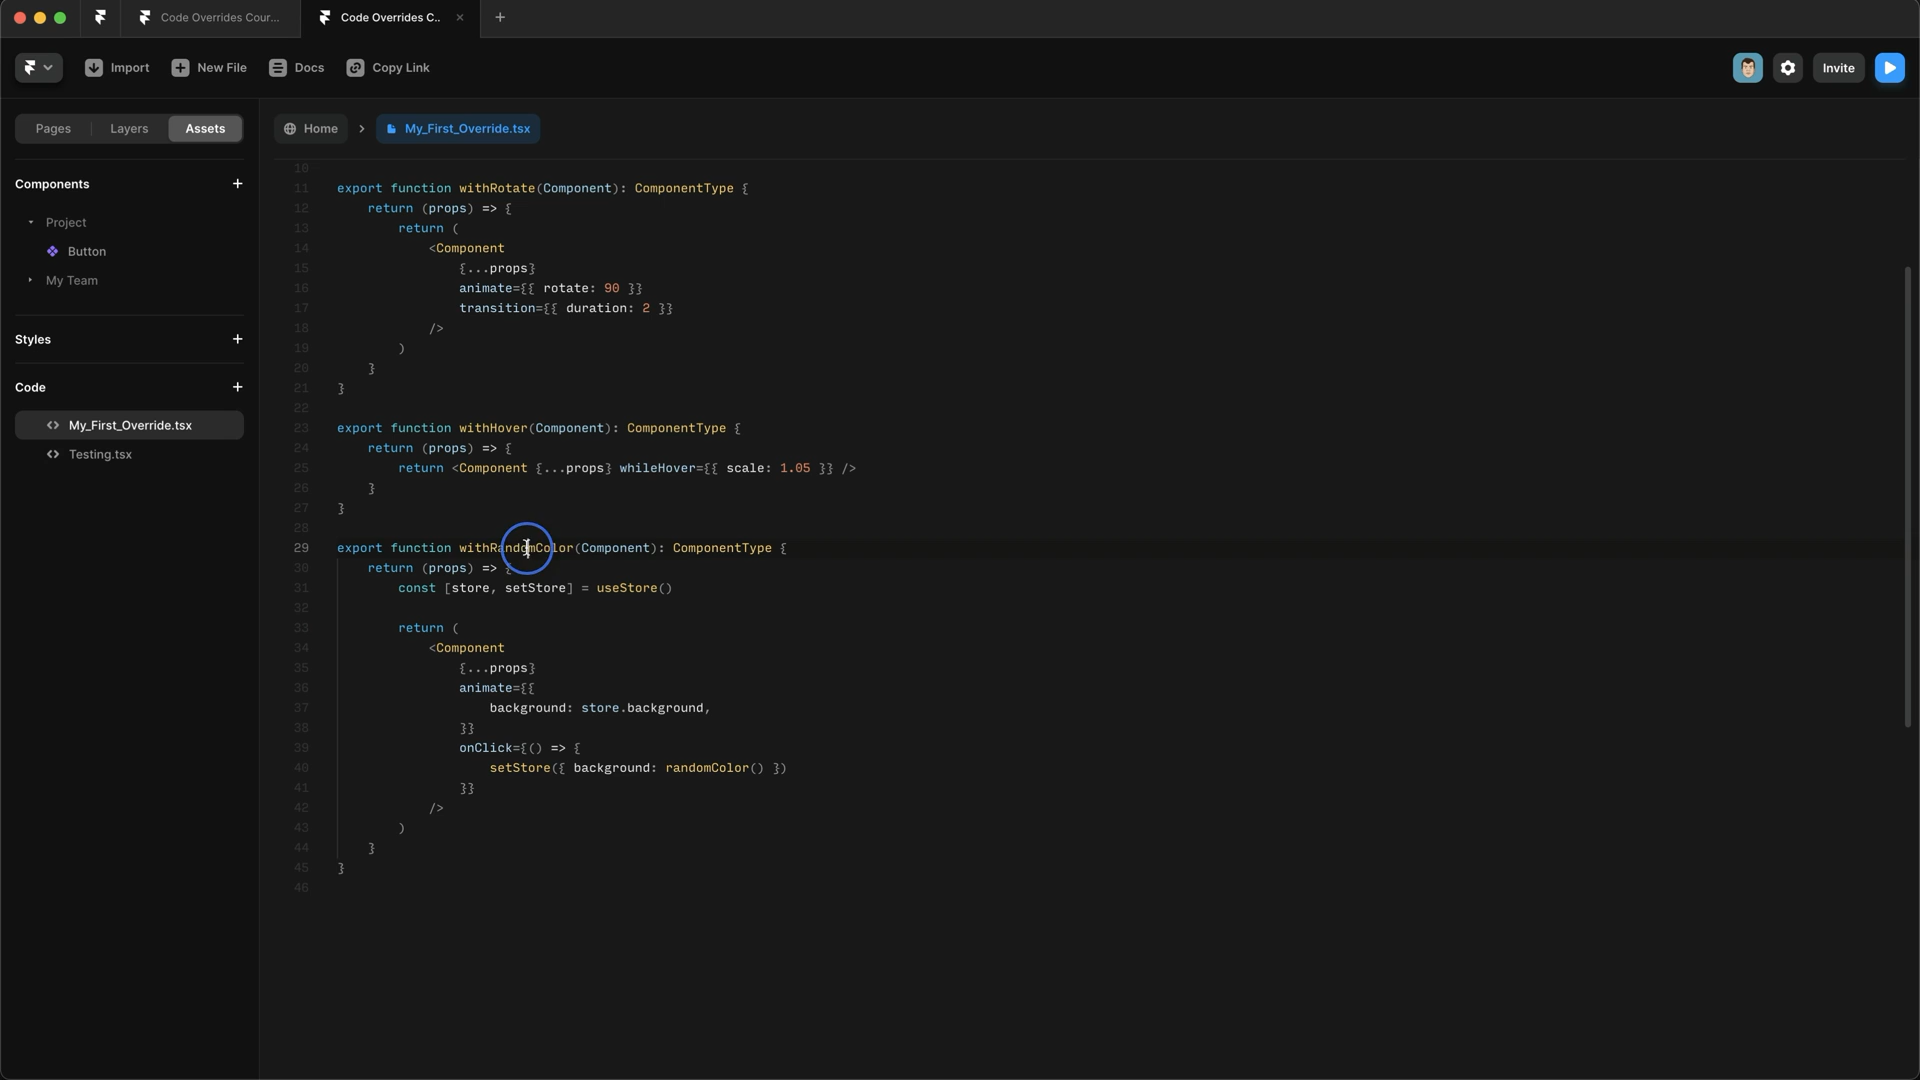 Code Overrides Cour...
Code Overrides C..
Import
New File
Docs
Copy Link
Invite
Pages
Layers
Assets
Home
My_First_Override.tsx
Components
Project
Button
My Team
Styles
Code
My_First_Override.tsx
Testing.tsx
10
11 export function withRotate(Component): ComponentType {
12     return (props) => {
13         return (
14             <Component
15                 {...props}
16                 animate={{ rotate: 90 }}
17                 transition={{ duration: 2 }}
18             />
19         )
20     }
21 }
22
23 export function withHover(Component): ComponentType {
24     return (props) => {
25         return <Component {...props} whileHover={{ scale: 1.05 }} />
26     }
27 }
28
29 export function withRandomColor(Component): ComponentType {
30     return (props) => {
31         const [store, setStore] = useStore()
32
33         return (
34             <Component
35                 {...props}
36                 animate={{
37                     background: store.background,
38                 }}
39                 onClick={() => {
40                     setStore({ background: randomColor() })
41                 }}
42             />
43         )
44     }
45 }
46